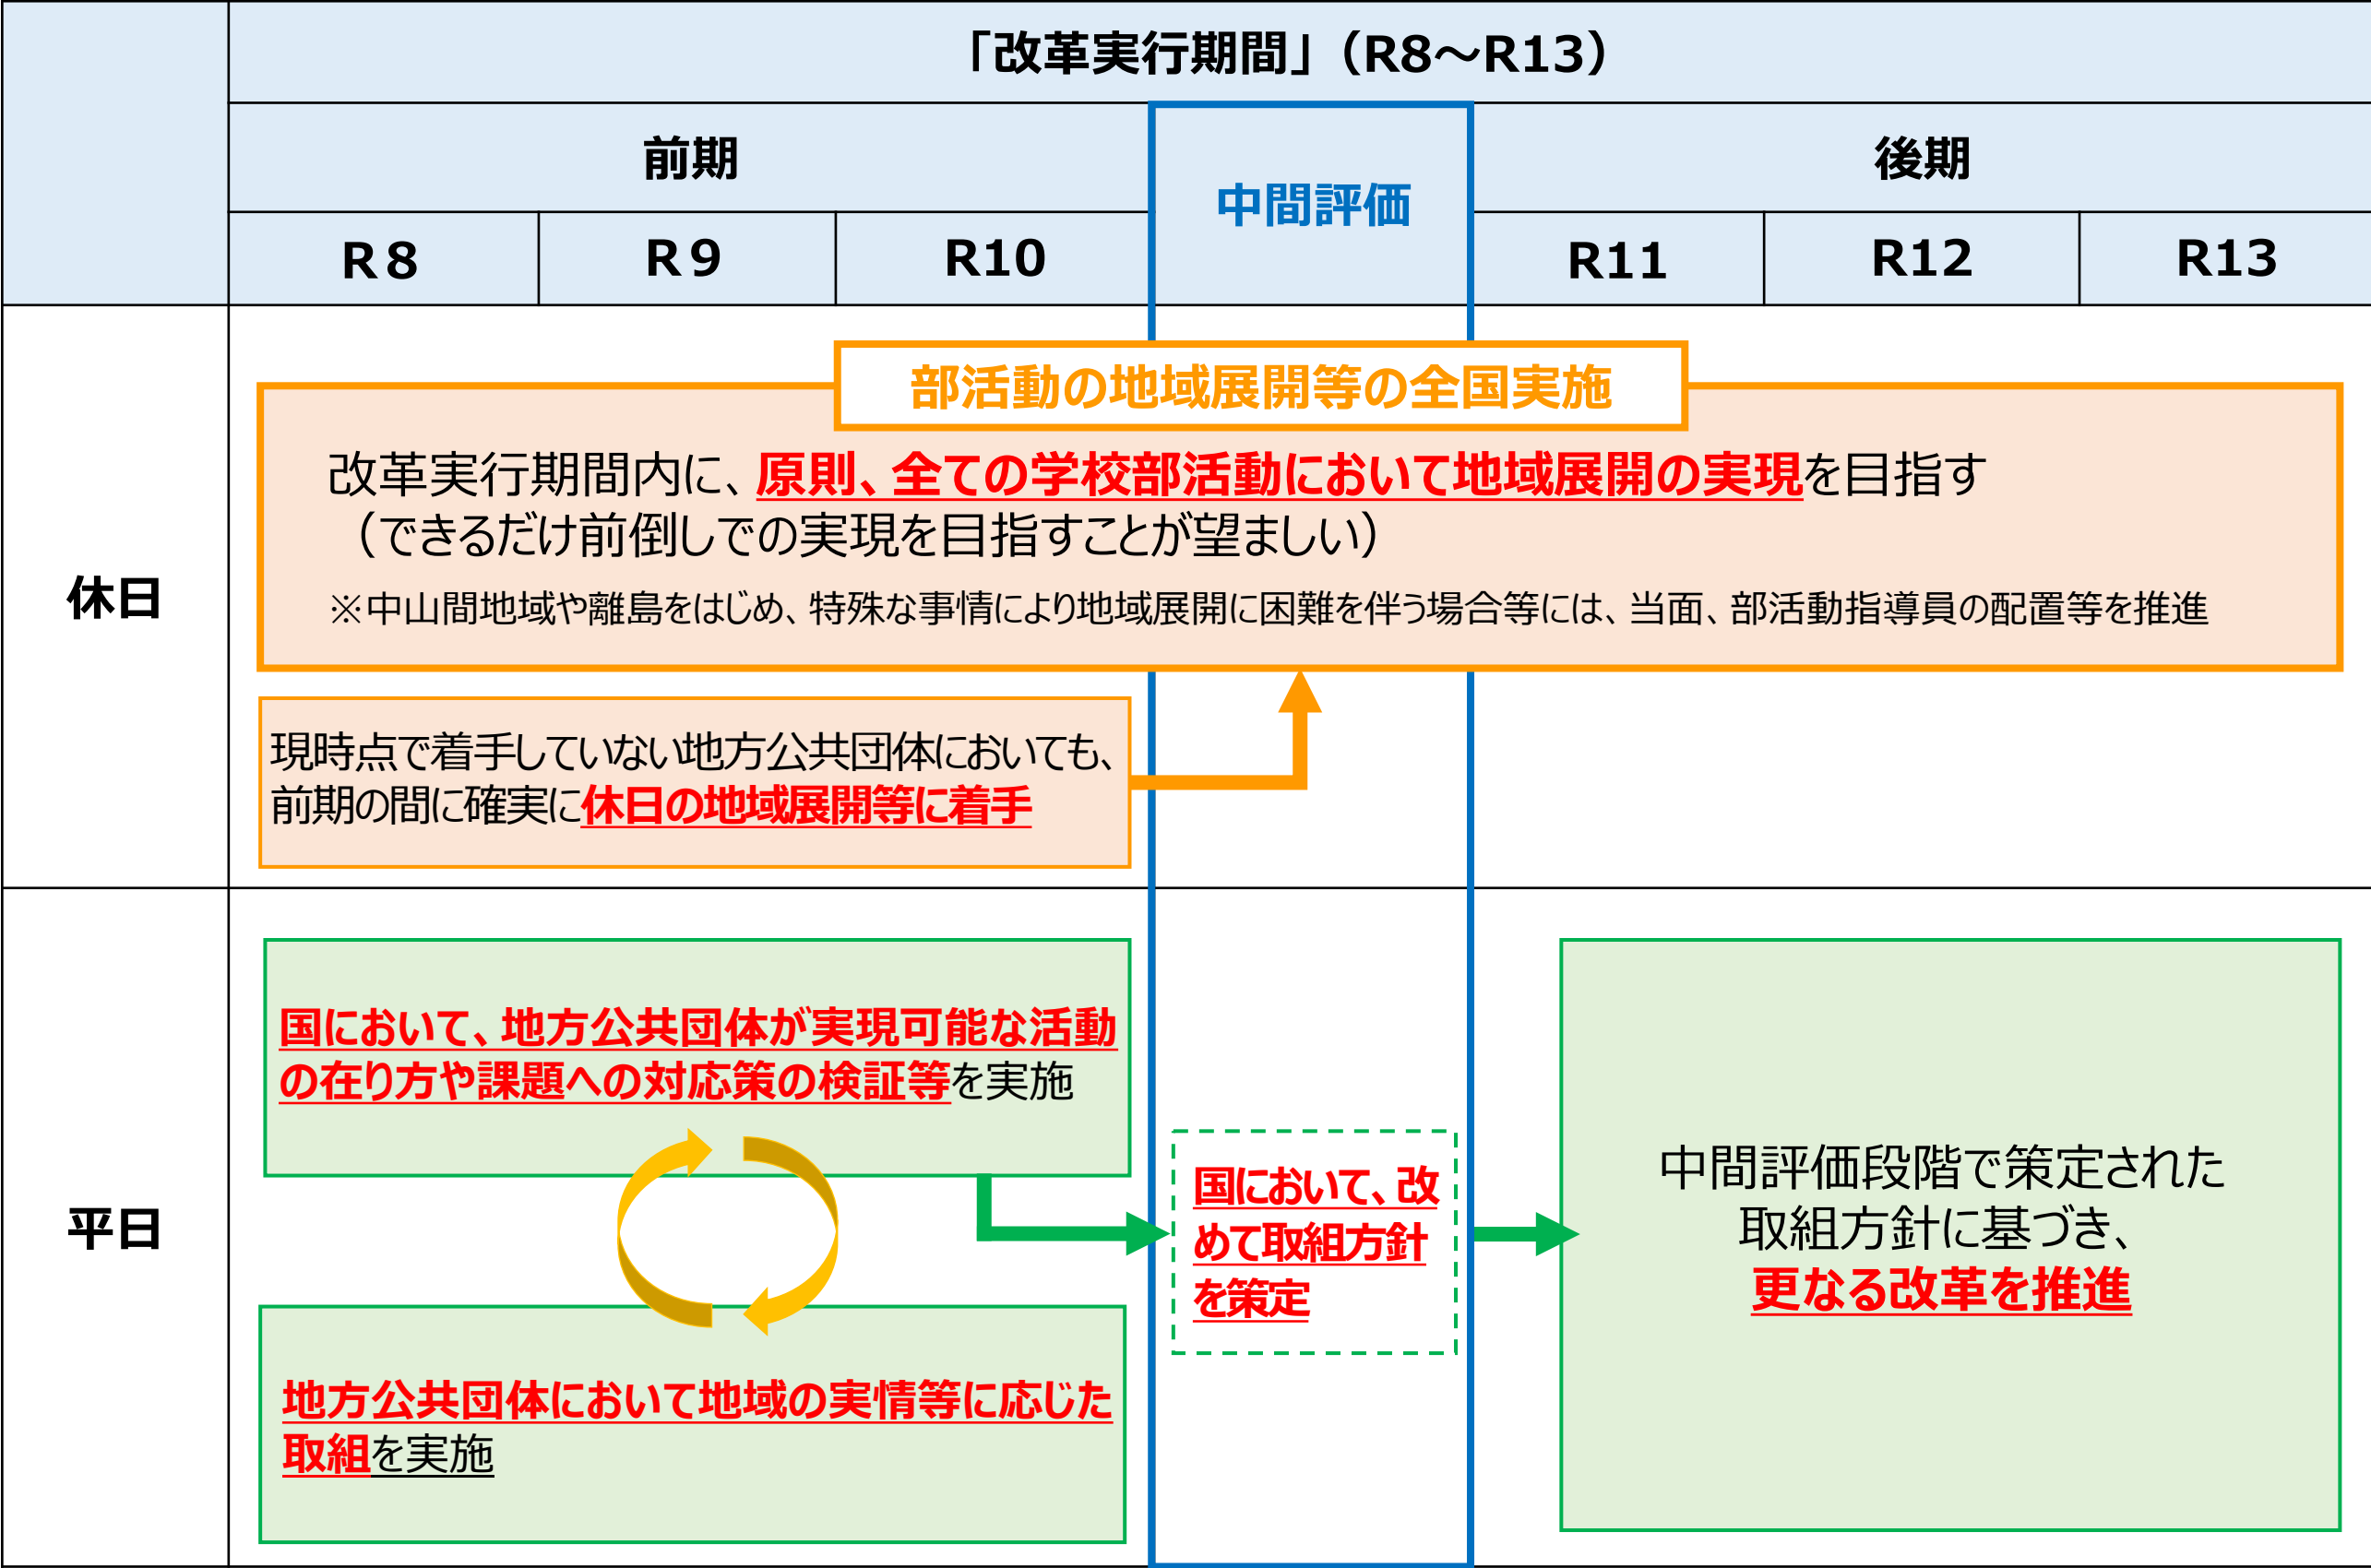 「改革実行期間」（R8～R13）
前期
中間評価
後期
R8
R9
R10
R11
R12
R13
休日
部活動の地域展開等の全国実施
改革実行期間内に、原則、全ての学校部活動において地域展開の実現を目指す
（できるだけ前倒しでの実現を目指すことが望ましい）
※中山間地域や離島をはじめ、特殊な事情により地域展開に困難を伴う場合等には、当面、部活動指導員の配置等を推進
現時点で着手していない地方公共団体においても、
前期の間に確実に休日の地域展開等に着手
平日
国において、地方公共団体が実現可能な活動
の在り方や課題への対応策の検証等を実施
地方公共団体において地域の実情等に応じた
取組を実施
国において、改
めて取組方針
を策定
中間評価段階で策定された
取組方針に基づき、
更なる改革を推進